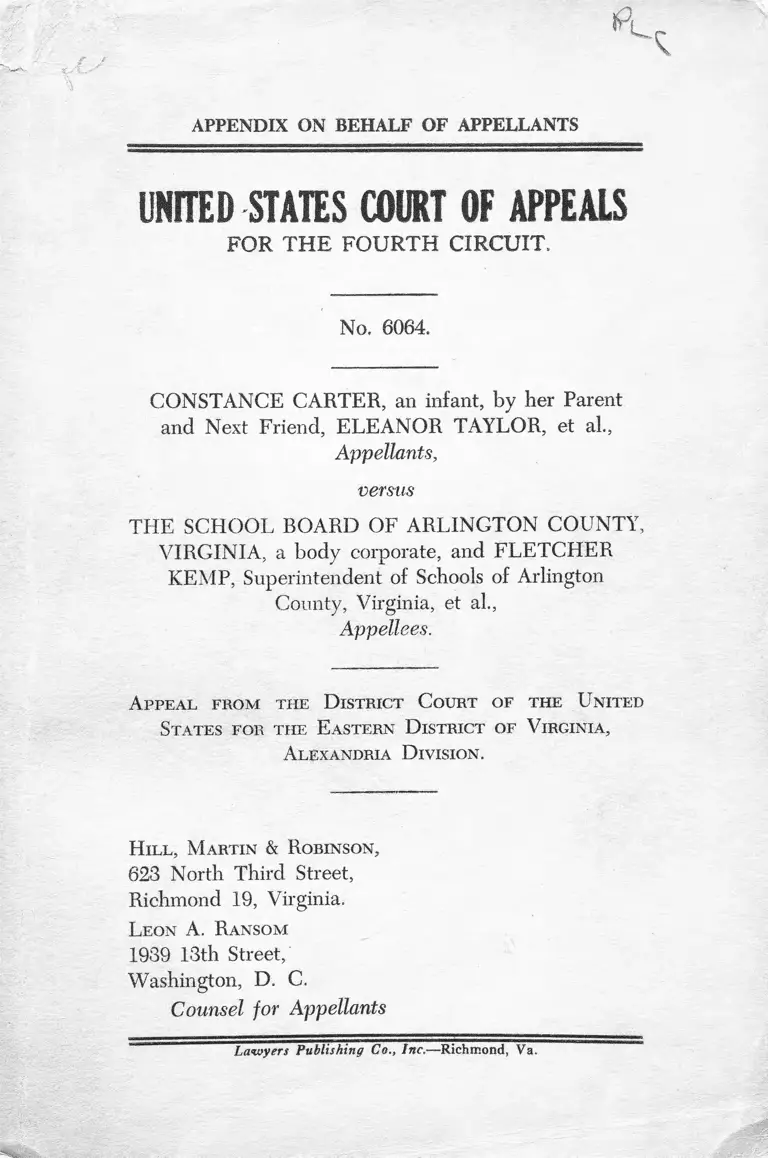 RLC
APPENDIX ON BEHALF OF APPELLANTS
UNITED STATES COURT OF APPEALS
FOR THE FOURTH CIRCUIT.
No. 6064.
CONSTANCE CARTER, an infant, by her Parent
and Next Friend, ELEANOR TAYLOR, et al.,
Appellants,
versus
THE SCHOOL BOARD OF ARLINGTON COUNTY,
VIRGINIA, a body corporate, and FLETCHER
KEMP, Superintendent of Schools of Arlington
County, Virginia, et al.,
Appellees.
APPEAL FROM THE DISTRICT COURT OF THE UNITED
STATES FOR THE EASTERN DISTRICT OF VIRGINIA,
ALEXANDRIA DIVISION.
HILL, MARTIN & ROBINSON,
623 North Third Street,
Richmond 19, Virginia.
LEON A. RANSOM
1939 13th Street,
Washington, D. C.
Counsel for Appellants
Lawyers Publishing Co., Inc.—Richmond, Va.